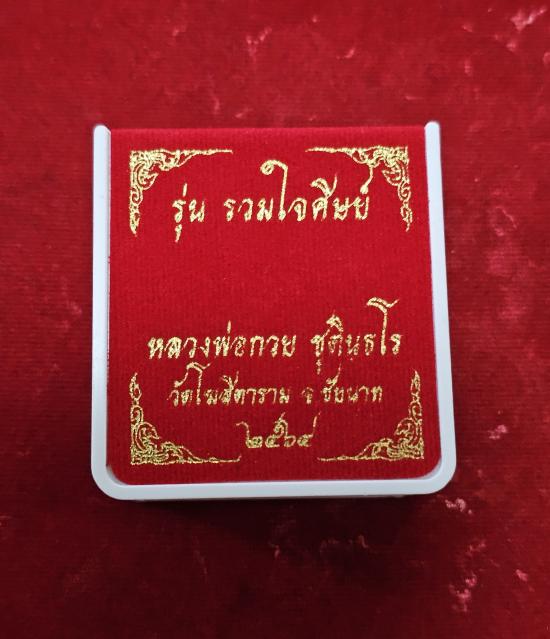 รุ่น รวมใจศิษย์
หลวงพ่อกวย ชุตินฺธโร
วัดโฆสิตาราม จ.ชัยนาท
๒๕๖๔